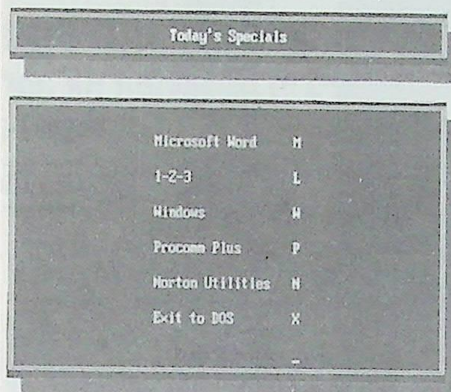 Today's Specials
Microsoft Word M
1-2-3 L
Windows W
Procomm Plus P
Norton Utilities N
Exit to DOS X